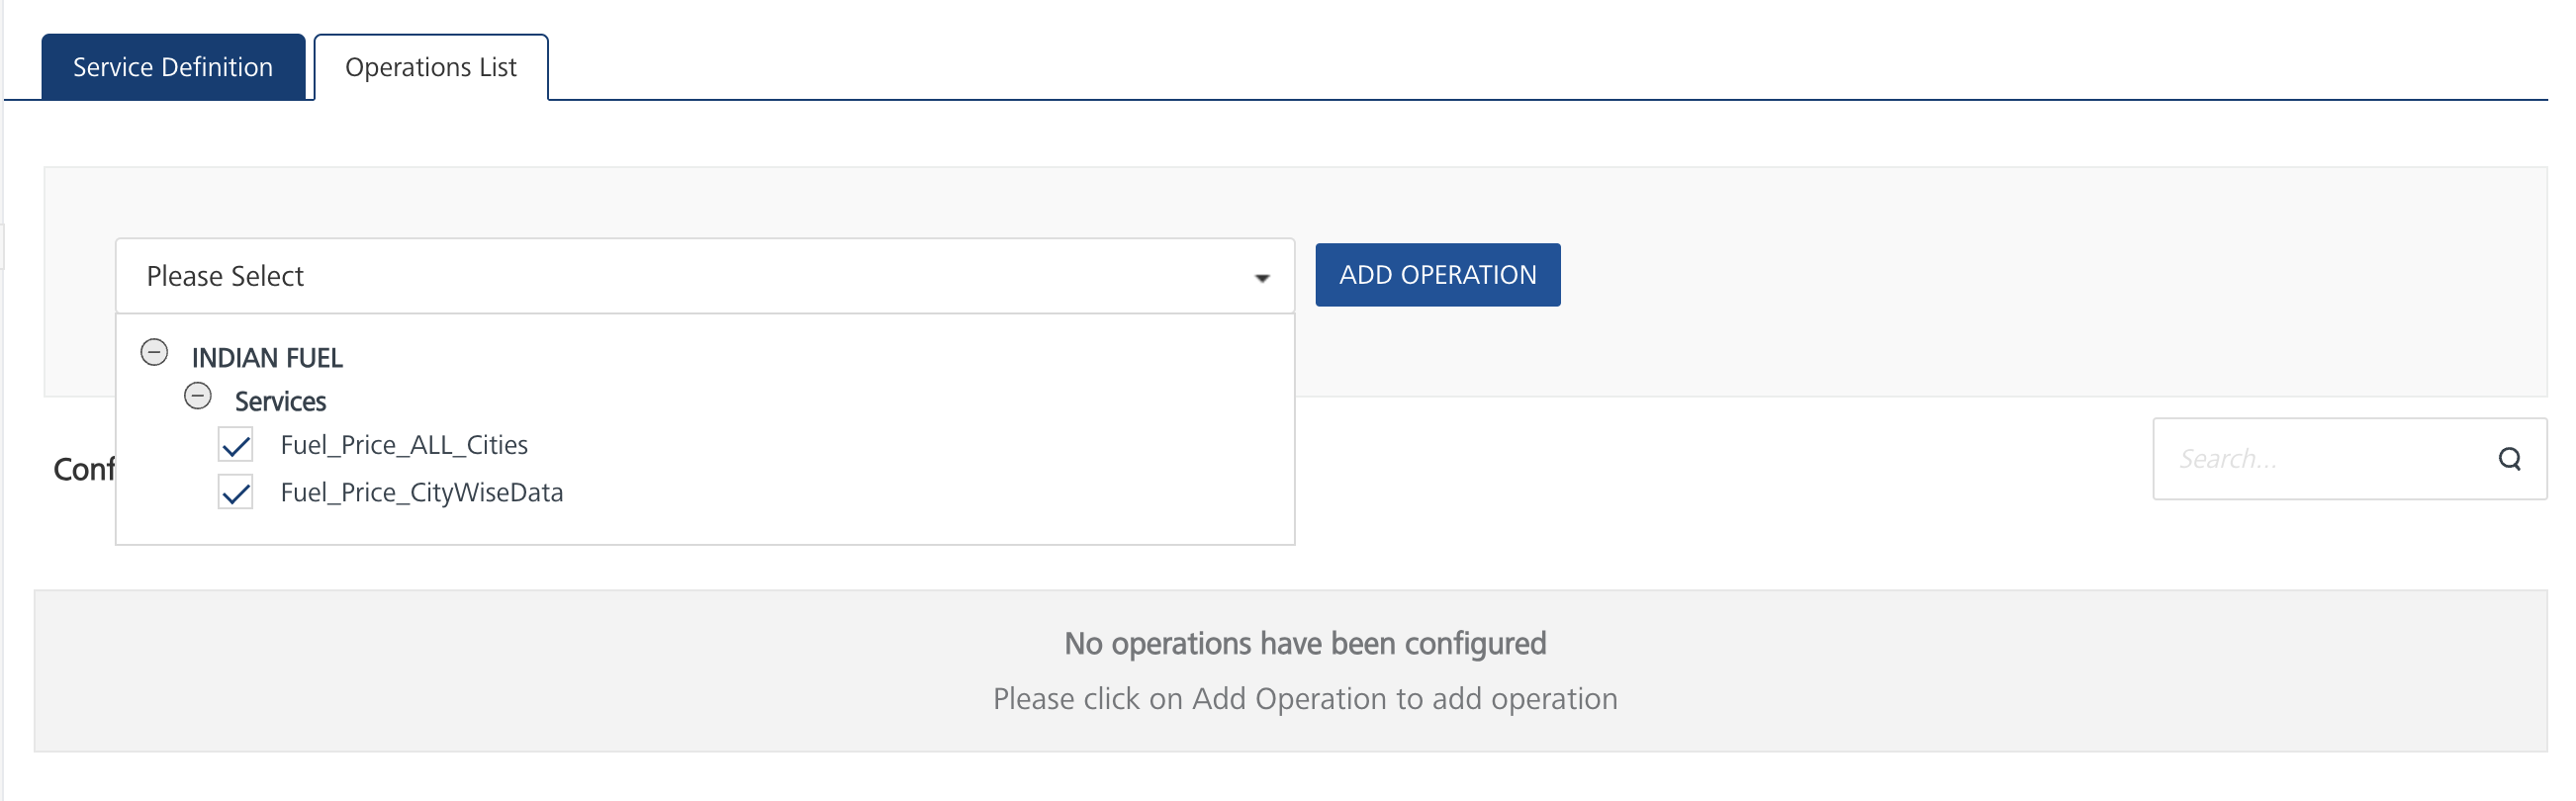 Service Definition
Operations List
Please Select
ADD OPERATION
INDIAN FUEL
Services
Fuel_Price_ALL_Cities
Fuel_Price_CityWiseData
Conf
Search...
No operations have been configured
Please click on Add Operation to add operation